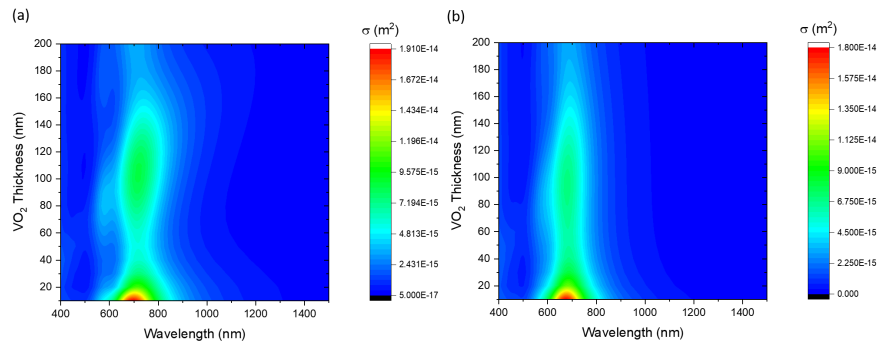 (a)
σ (m²)
200
180
160
140
120
100
80
60
40
20
VO₂ Thickness (nm)
400 600 800 1000 1200 1400
Wavelength (nm)
1.910E-14
1.672E-14
1.434E-14
1.196E-14
9.575E-15
7.194E-15
4.813E-15
2.431E-15
5.000E-17
(b)
σ (m²)
200
180
160
140
120
100
80
60
40
20
VO₂ Thickness (nm)
400 600 800 1000 1200 1400
Wavelength (nm)
1.800E-14
1.575E-14
1.350E-14
1.125E-14
9.000E-15
6.750E-15
4.500E-15
2.250E-15
0.000